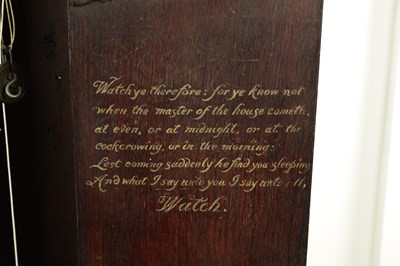 Watch ye therefore: for ye know not
when the master of the house cometh,
at even, or at midnight, or at the
cockcrowing, or in the morning:
Lest coming suddenly he find you sleeping
And what I say unto you I say unto all,
Watch.